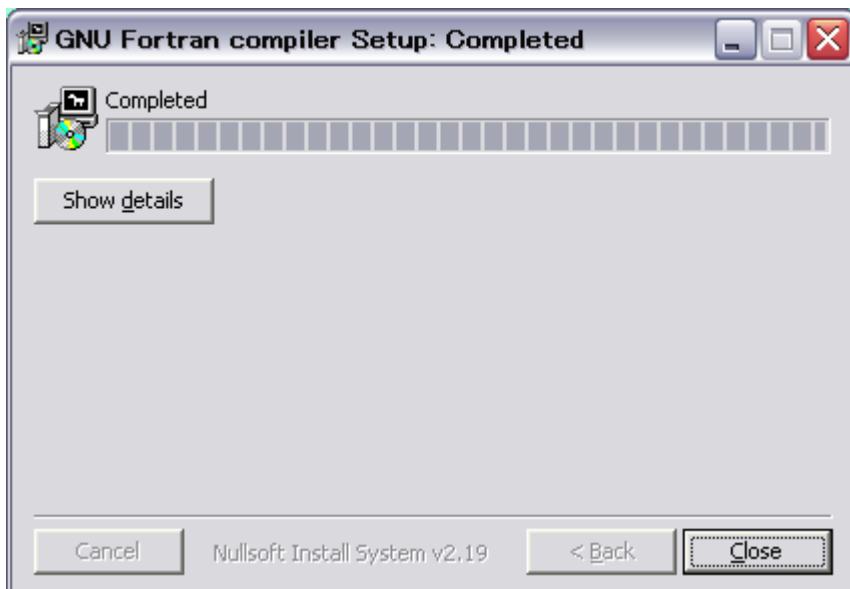 GNU Fortran compiler Setup: Completed
Completed
Show details
Cancel
Nullsoft Install System v2.19
< Back
Close